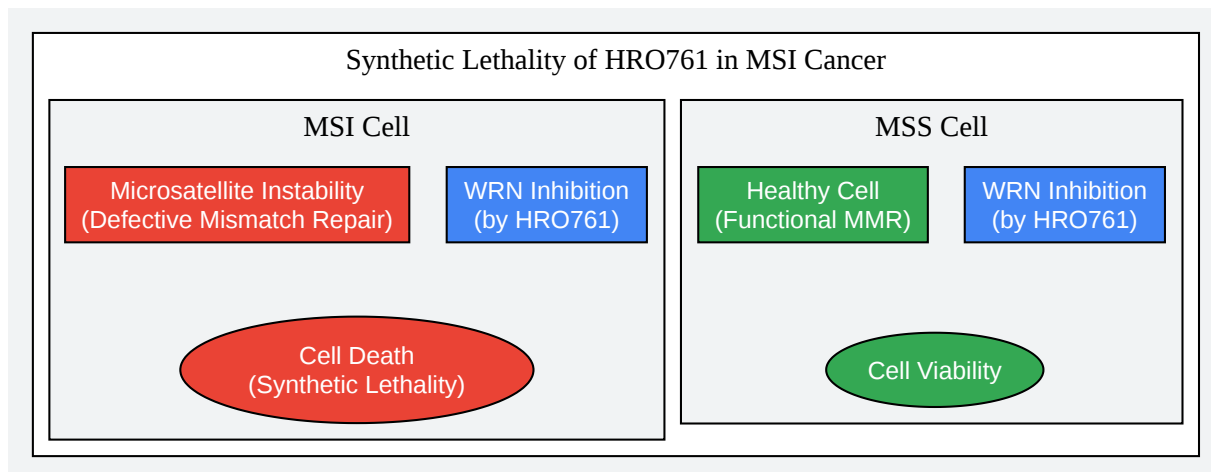 Synthetic Lethality of HRO761 in MSI Cancer
MSI Cell
Microsatellite Instability
(Defective Mismatch Repair)
WRN Inhibition
(by HRO761)
Cell Death
(Synthetic Lethality)
MSS Cell
Healthy Cell
(Functional MMR)
WRN Inhibition
(by HRO761)
Cell Viability